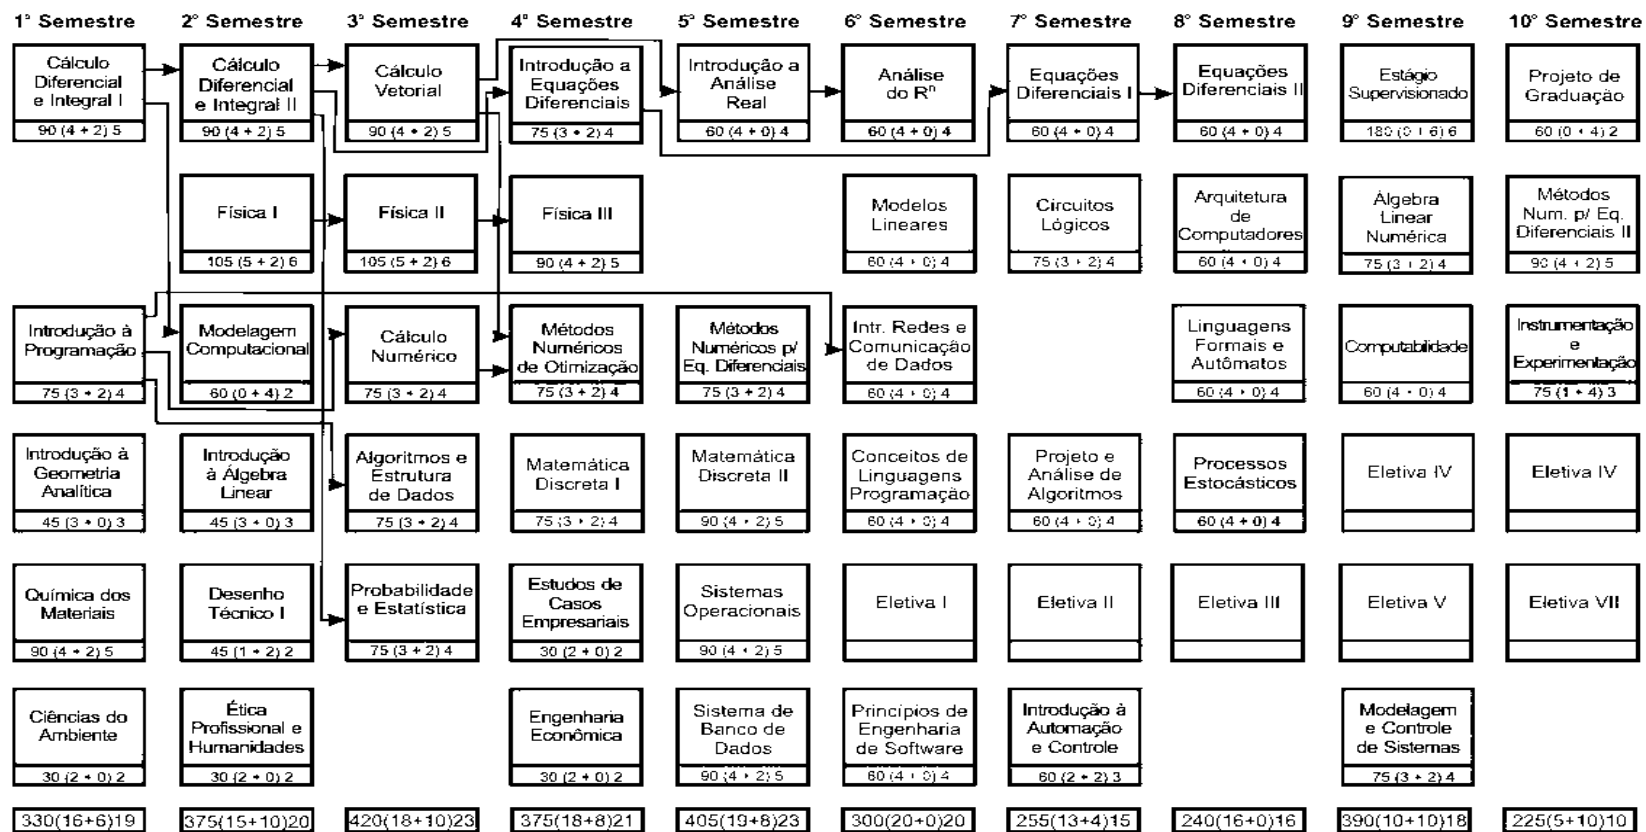 1° Semestre
2° Semestre
3° Semestre
4° Semestre
5° Semestre
6° Semestre
7° Semestre
8° Semestre
9° Semestre
10° Semestre
Cálculo
Diferencial
e Integral I
90 (4 + 2) 5
Cálculo
Diferencial
e Integral II
90 (4 + 2) 5
Cálculo
Vetorial
90 (4 + 2) 5
Introdução a
Equações
Diferenciais
75 (3 + 2) 4
Introdução a
Análise
Real
60 (4 + 0) 4
Análise
do Rⁿ
60 (4 + 0) 4
Equações
Diferenciais I
60 (4 + 0) 4
Equações
Diferenciais II
60 (4 + 0) 4
Estágio
Supervisionado
180 (0 + 6) 6
Projeto de
Graduação
60 (0 + 4) 2
Física I
105 (5 + 2) 6
Física II
105 (5 + 2) 6
Física III
90 (4 + 2) 5
Modelos
Lineares
60 (4 + 0) 4
Circuitos
Lógicos
75 (3 + 2) 4
Arquitetura
de
Computadores
60 (4 + 0) 4
Álgebra
Linear
Numérica
75 (3 + 2) 4
Métodos
Num. p/ Eq.
Diferenciais II
90 (4 + 2) 5
Introdução à
Programação
75 (3 + 2) 4
Modelagem
Computacional
60 (0 + 4) 2
Cálculo
Numérico
75 (3 + 2) 4
Métodos
Numéricos
de Otimização
75 (3 + 2) 4
Métodos
Numéricos p/
Eq. Diferenciais
75 (3 + 2) 4
Intr. Redes e
Comunicação
de Dados
60 (4 + 0) 4
Linguagens
Formais e
Autômatos
60 (4 + 0) 4
Computabilidade
60 (4 + 0) 4
Instrumentação
e
Experimentação
75 (1 + 4) 3
Introdução à
Geometria
Analítica
45 (3 + 0) 3
Introdução
à Álgebra
Linear
45 (3 + 0) 3
Algoritmos e
Estrutura
de Dados
75 (3 + 2) 4
Matemática
Discreta I
75 (3 + 2) 4
Matemática
Discreta II
90 (4 + 2) 5
Conceitos de
Linguagens
Programação
60 (4 + 0) 4
Projeto e
Análise de
Algoritmos
60 (4 + 0) 4
Processos
Estocásticos
60 (4 + 0) 4
Eletiva IV
Eletiva IV
Química dos
Materiais
90 (4 + 2) 5
Desenho
Técnico I
45 (1 + 2) 2
Probabilidade
e Estatística
75 (3 + 2) 4
Estudos de
Casos
Empresariais
30 (2 + 0) 2
Sistemas
Operacionais
90 (4 + 2) 5
Eletiva I
Eletiva II
Eletiva III
Eletiva V
Eletiva VII
Ciências do
Ambiente
30 (2 + 0) 2
Ética
Profissional e
Humanidades
30 (2 + 0) 2
Engenharia
Econômica
30 (2 + 0) 2
Sistema de
Banco de
Dados
90 (4 + 2) 5
Princípios de
Engenharia
de Software
60 (4 + 0) 4
Introdução à
Automação
e Controle
60 (2 + 2) 3
Modelagem
e Controle
de Sistemas
75 (3 + 2) 4
330(16+6)19
375(15+10)20
420(18+10)23
375(18+8)21
405(19+8)23
300(20+0)20
255(13+4)15
240(16+0)16
390(10+10)18
225(5+10)10